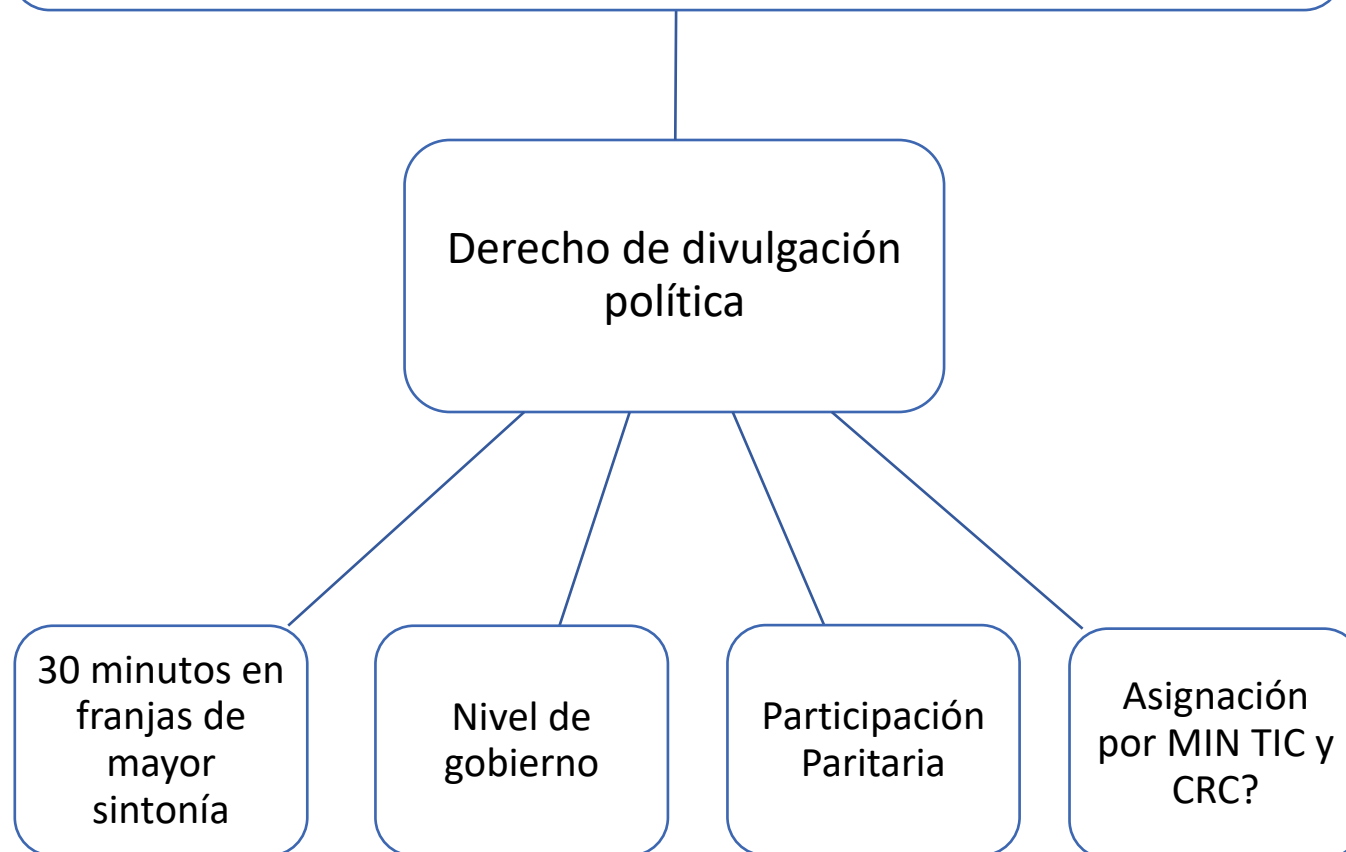 Derecho de divulgación
política
30 minutos en
franjas de
mayor
sintonía
Nivel de
gobierno
Participación
Paritaria
Asignación
por MIN TIC y
CRC?